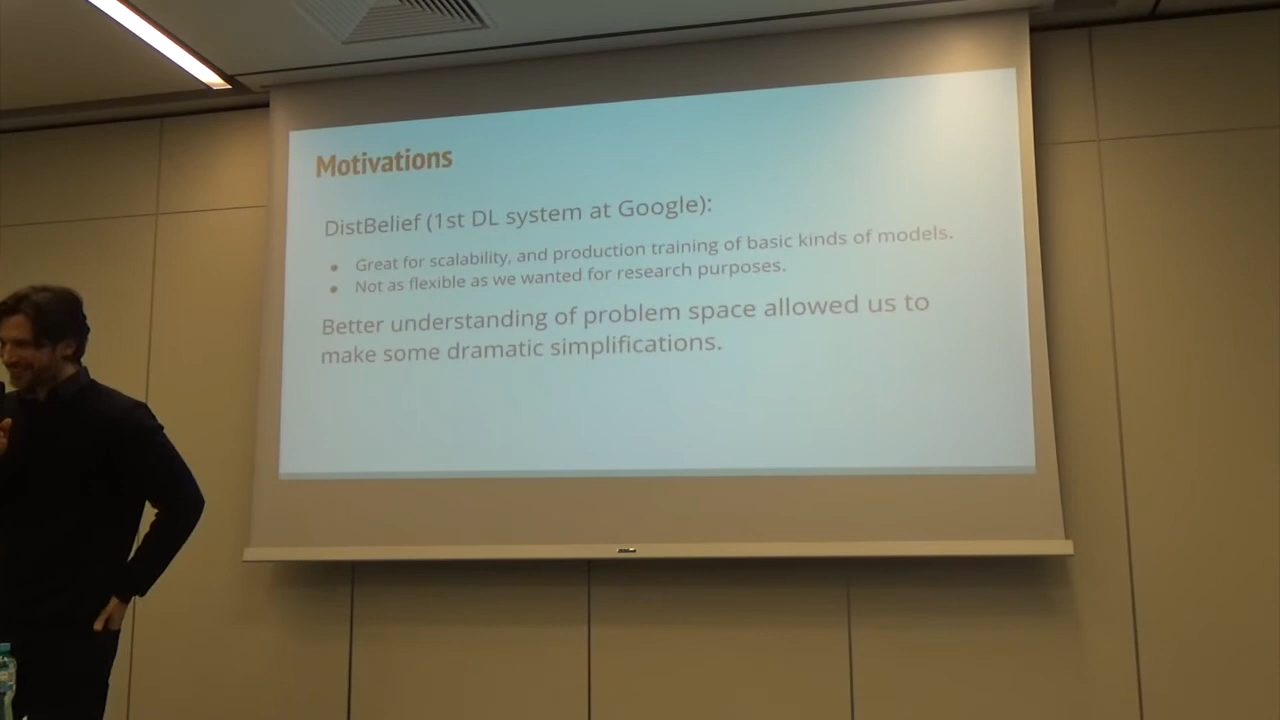 Motivations
DistBelief (1st DL system at Google):
● Great for scalability, and production training of basic kinds of models.
● Not as flexible as we wanted for research purposes.
Better understanding of problem space allowed us to
make some dramatic simplifications.